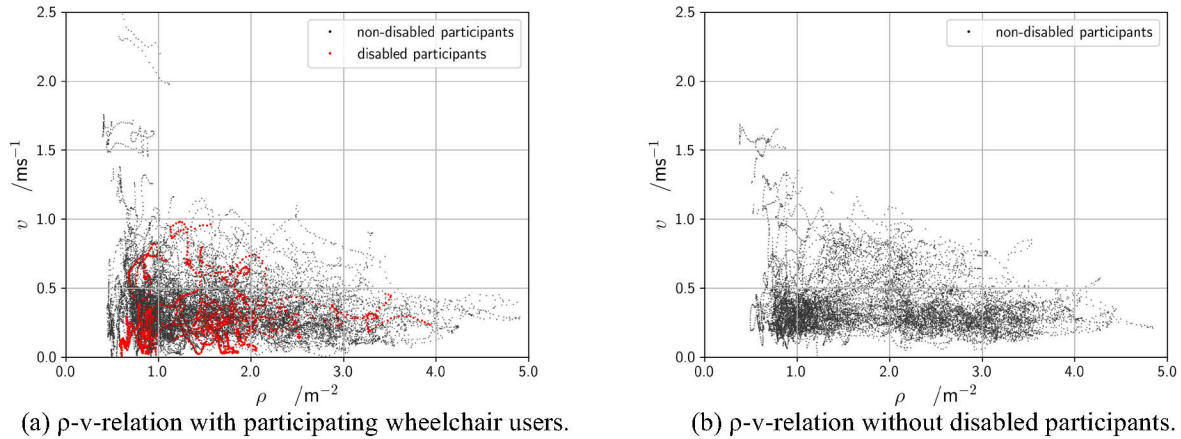 2.5
2.0
1.5
1.0
0.5
0.0
v /ms⁻¹
non-disabled participants
disabled participants
0.0 1.0 2.0 3.0 4.0 5.0
ρ /m⁻²
(a) ρ-v-relation with participating wheelchair users.
2.5
2.0
1.5
1.0
0.5
0.0
v /ms⁻¹
non-disabled participants
0.0 1.0 2.0 3.0 4.0 5.0
ρ /m⁻²
(b) ρ-v-relation without disabled participants.